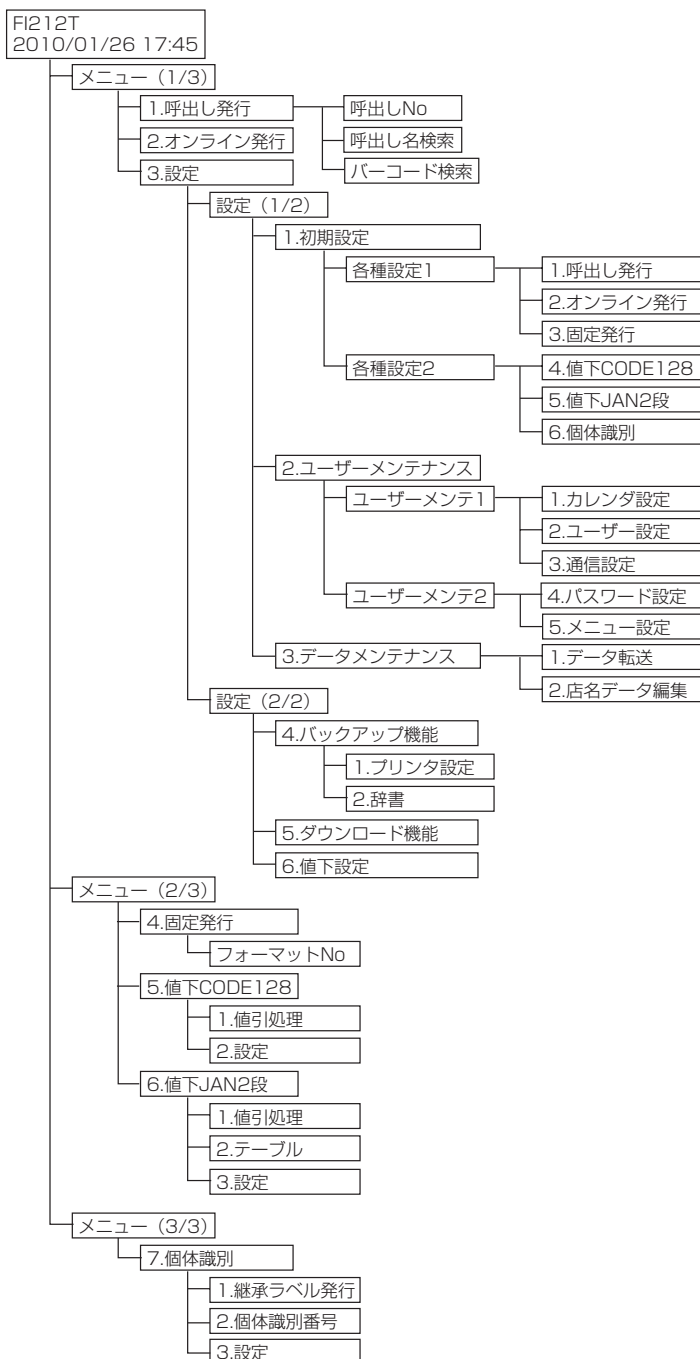 FI212T
2010/01/26 17:45
メニュー（1/3）
1.呼出し発行
呼出しNo
2.オンライン発行
呼出し名検索
3.設定
バーコード検索
設定（1/2）
1.初期設定
各種設定1
1.呼出し発行
2.オンライン発行
3.固定発行
各種設定2
4.値下CODE128
5.値下JAN2段
6.個体識別
2.ユーザーメンテナンス
ユーザーメンテ1
1.カレンダ設定
2.ユーザー設定
3.通信設定
ユーザーメンテ2
4.パスワード設定
5.メニュー設定
3.データメンテナンス
1.データ転送
2.店名データ編集
設定（2/2）
4.バックアップ機能
1.プリンタ設定
2.辞書
5.ダウンロード機能
6.値下設定
メニュー（2/3）
4.固定発行
フォーマットNo
5.値下CODE128
1.値引処理
2.設定
6.値下JAN2段
1.値引処理
2.テーブル
3.設定
メニュー（3/3）
7.個体識別
1.継承ラベル発行
2.個体識別番号
3.設定